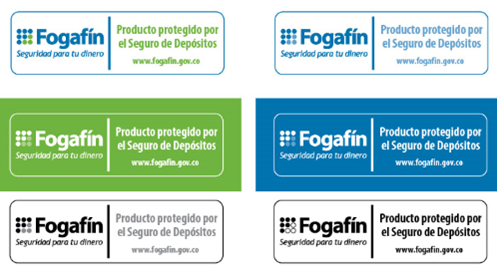 Fogafín
Seguridad para tu dinero
Producto protegido por
el Seguro de Depósitos
www.fogafin.gov.co
Fogafín
Seguridad para tu dinero
Producto protegido por
el Seguro de Depósitos
www.fogafin.gov.co
Fogafín
Seguridad para tu dinero
Producto protegido por
el Seguro de Depósitos
www.fogafin.gov.co
Fogafín
Seguridad para tu dinero
Producto protegido por
el Seguro de Depósitos
www.fogafin.gov.co
Fogafín
Seguridad para tu dinero
Producto protegido por
el Seguro de Depósitos
www.fogafin.gov.co
Fogafín
Seguridad para tu dinero
Producto protegido por
el Seguro de Depósitos
www.fogafin.gov.co